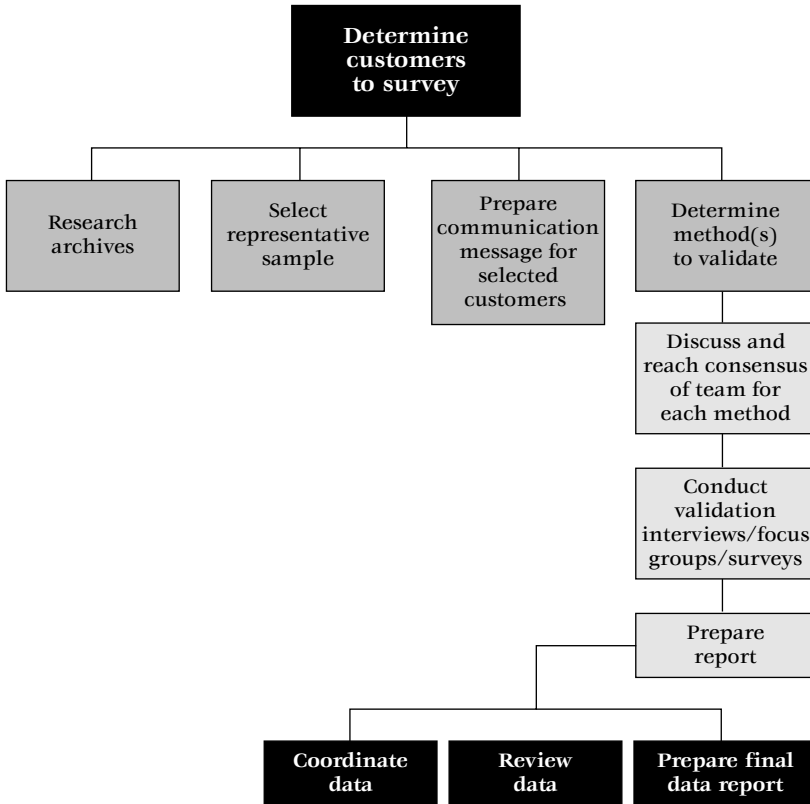 Determine
customers
to survey
Research
archives
Select
representative
sample
Prepare
communication
message for
selected
customers
Determine
method(s)
to validate
Discuss and
reach consensus
of team for
each method
Conduct
validation
interviews/focus
groups/surveys
Prepare
report
Coordinate
data
Review
data
Prepare final
data report